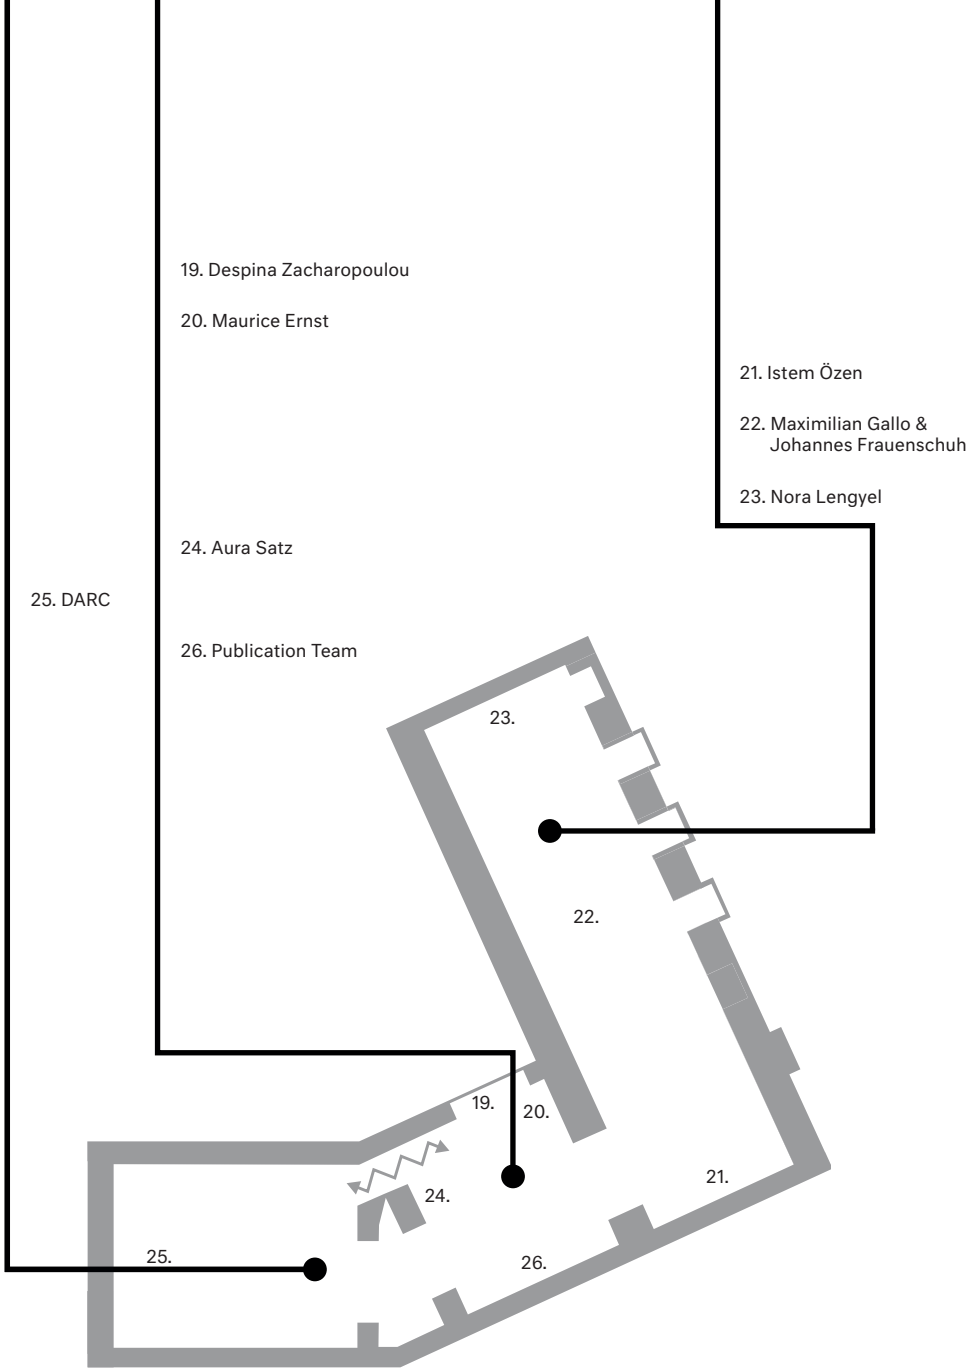 19. Despina Zacharopoulou
20. Maurice Ernst
21. Istem Özen
22. Maximilian Gallo &
Johannes Frauenschuh
23. Nora Lengyel
24. Aura Satz
25. DARC
26. Publication Team
23.
22.
19.
20.
21.
24.
25.
26.